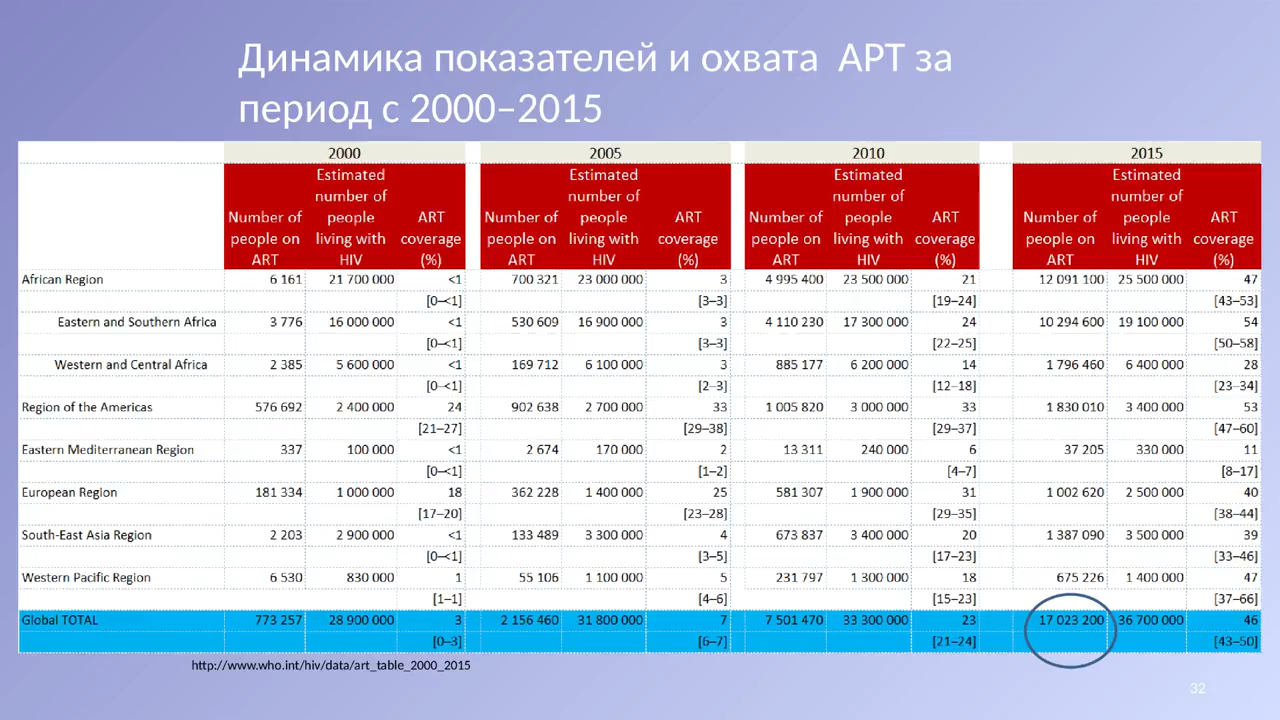 Динамика показателей и охвата АРТ за
период с 2000–2015
2000 2005 2010 2015
Number of people on ART Estimated number of people living with HIV ART coverage (%) Number of people on ART Estimated number of people living with HIV ART coverage (%) Number of people on ART Estimated number of people living with HIV ART coverage (%) Number of people on ART Estimated number of people living with HIV ART coverage (%)
African Region 6 161 21 700 000 <1 700 321 23 000 000 3 4 995 400 23 500 000 21 12 091 100 25 500 000 47
[0–<1] [3–3] [19–24] [43–53]
Eastern and Southern Africa 3 776 16 000 000 <1 530 609 16 900 000 3 4 110 230 17 300 000 24 10 294 600 19 100 000 54
[0–<1] [3–3] [22–25] [50–58]
Western and Central Africa 2 385 5 600 000 <1 169 712 6 100 000 3 885 177 6 200 000 14 1 796 460 6 400 000 28
[0–<1] [2–3] [12–18] [23–34]
Region of the Americas 576 692 2 400 000 24 902 638 2 700 000 33 1 005 820 3 000 000 33 1 830 010 3 400 000 53
[21–27] [29–38] [29–37] [47–60]
Eastern Mediterranean Region 337 100 000 <1 2 674 170 000 2 13 311 240 000 6 37 205 330 000 11
[0–<1] [1–2] [4–7] [8–17]
European Region 181 334 1 000 000 18 362 228 1 400 000 25 581 307 1 900 000 31 1 002 620 2 500 000 40
[17–20] [23–28] [29–35] [38–44]
South-East Asia Region 2 203 2 900 000 <1 133 489 3 300 000 4 673 837 3 400 000 20 1 387 090 3 500 000 39
[0–<1] [3–5] [17–23] [33–46]
Western Pacific Region 6 530 830 000 1 55 106 1 100 000 5 231 797 1 300 000 18 675 226 1 400 000 47
[1–1] [4–6] [15–23] [37–66]
Global TOTAL 773 257 28 900 000 3 2 156 460 31 800 000 7 7 501 470 33 300 000 23 17 023 200 36 700 000 46
[0–3] [6–7] [21–24] [43–50]
http://www.who.int/hiv/data/art_table_2000_2015
32